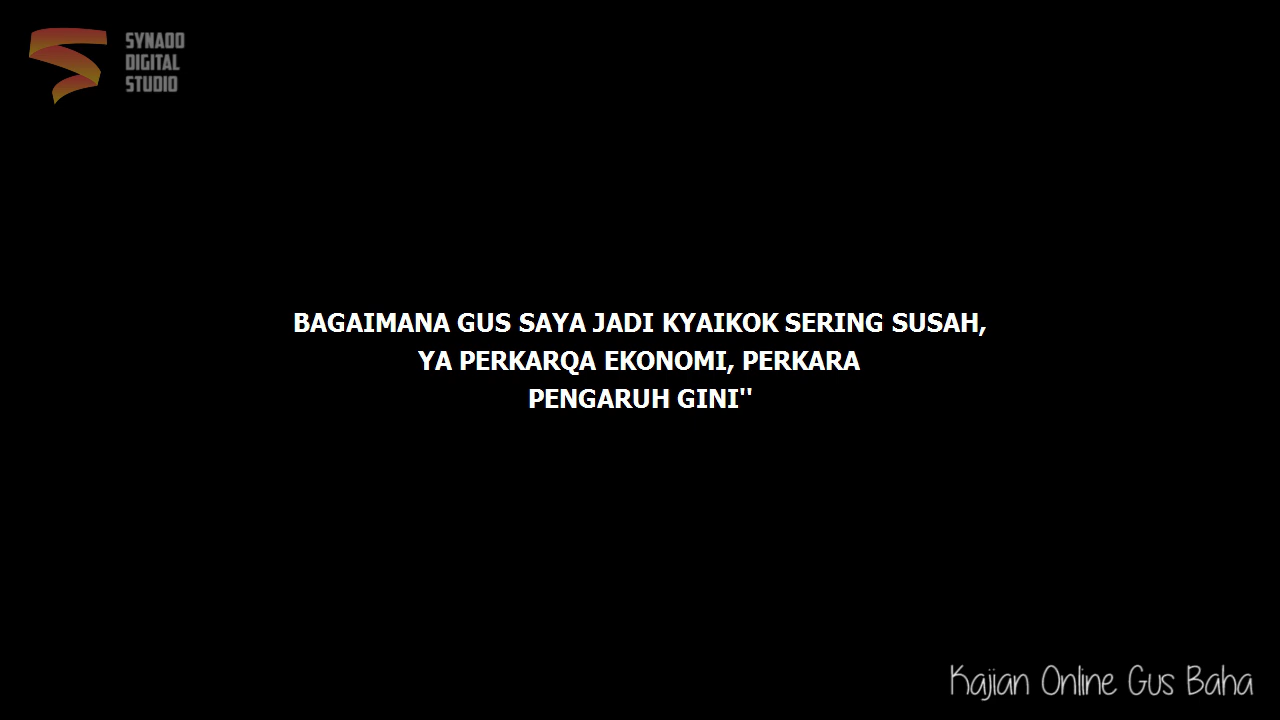 SYNADO
DIGITAL
STUDIO
BAGAIMANA GUS SAYA JADI KYAIKOK SERING SUSAH,
YA PERKARQA EKONOMI, PERKARA
PENGARUH GINI"
Kajian Online Gus Baha